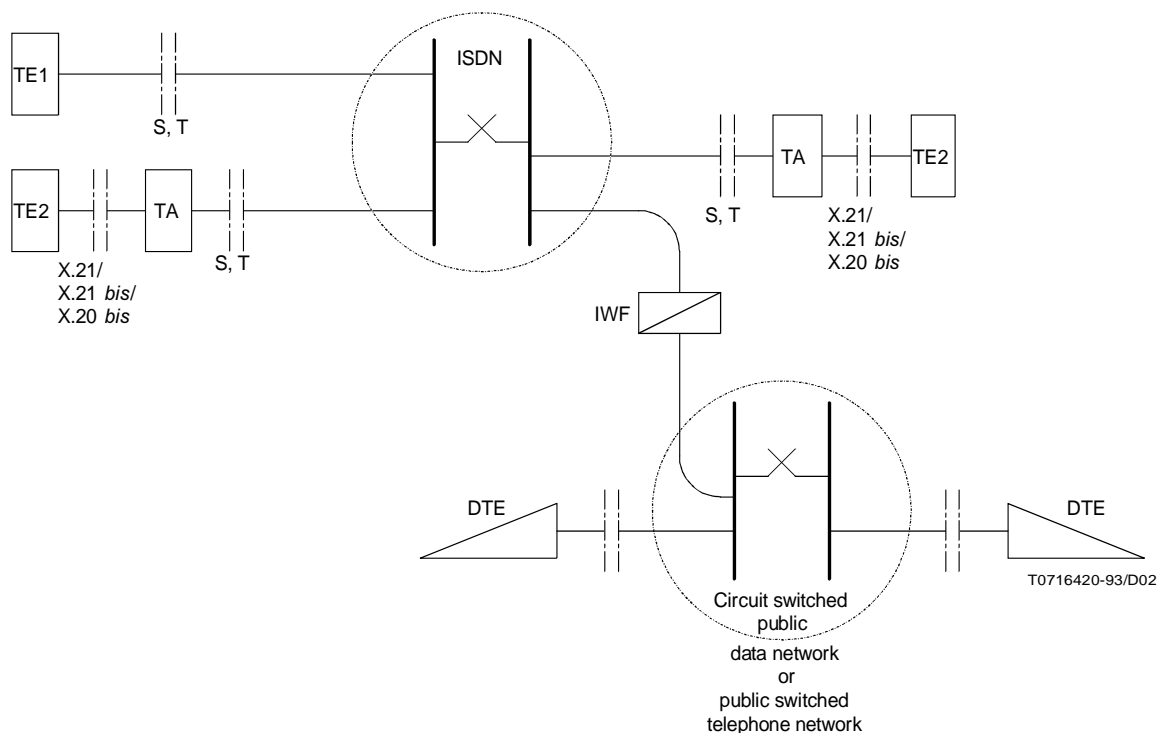 ISDN
TE1
S, T
TA
TE2
S, T
X.21/
X.21 bis/
X.20 bis
TE2
TA
S, T
X.21/
X.21 bis/
X.20 bis
IWF
DTE
DTE
T0716420-93/D02
Circuit switched
public
data network
or
public switched
telephone network